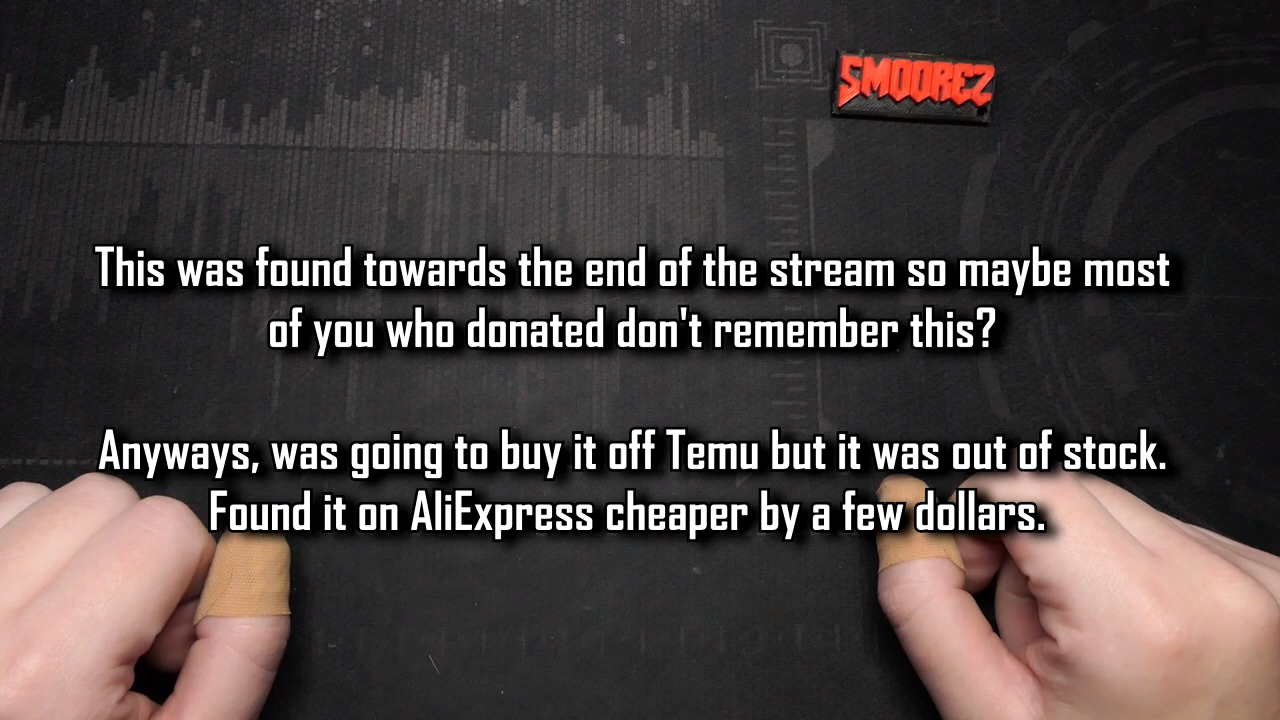 SMOOREZ
This was found towards the end of the stream so maybe most
of you who donated don't remember this?
Anyways, was going to buy it off Temu but it was out of stock.
Found it on AliExpress cheaper by a few dollars.